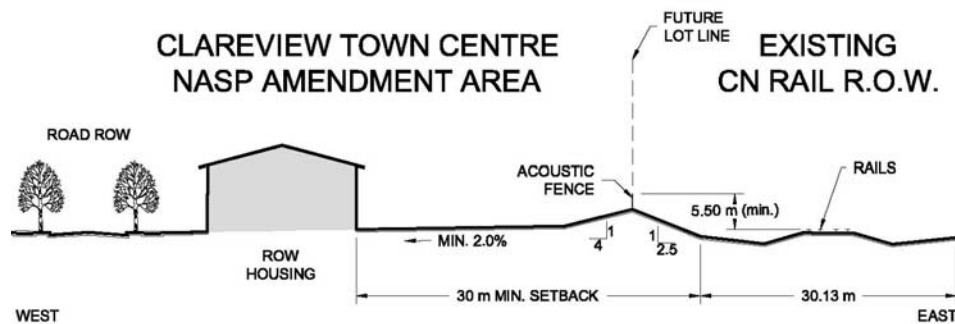 CLAREVIEW TOWN CENTRE
NASP AMENDMENT AREA
FUTURE
LOT LINE
EXISTING
CN RAIL R.O.W.
ROAD ROW
ACOUSTIC
FENCE
RAILS
5.50 m (min.)
MIN. 2.0%
1
4
1
2.5
ROW
HOUSING
30 m MIN. SETBACK
30.13 m
WEST
EAST